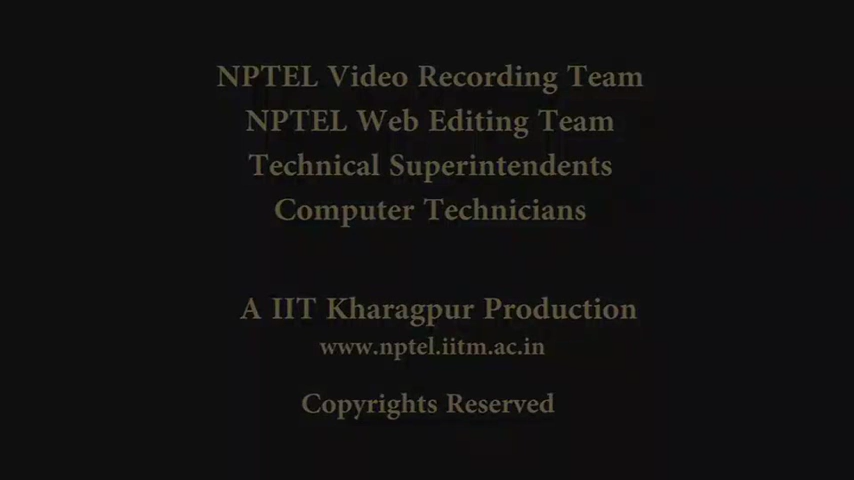 NPTEL Video Recording Team
NPTEL Web Editing Team
Technical Superintendents
Computer Technicians
A IIT Kharagpur Production
www.nptel.iitm.ac.in
Copyrights Reserved